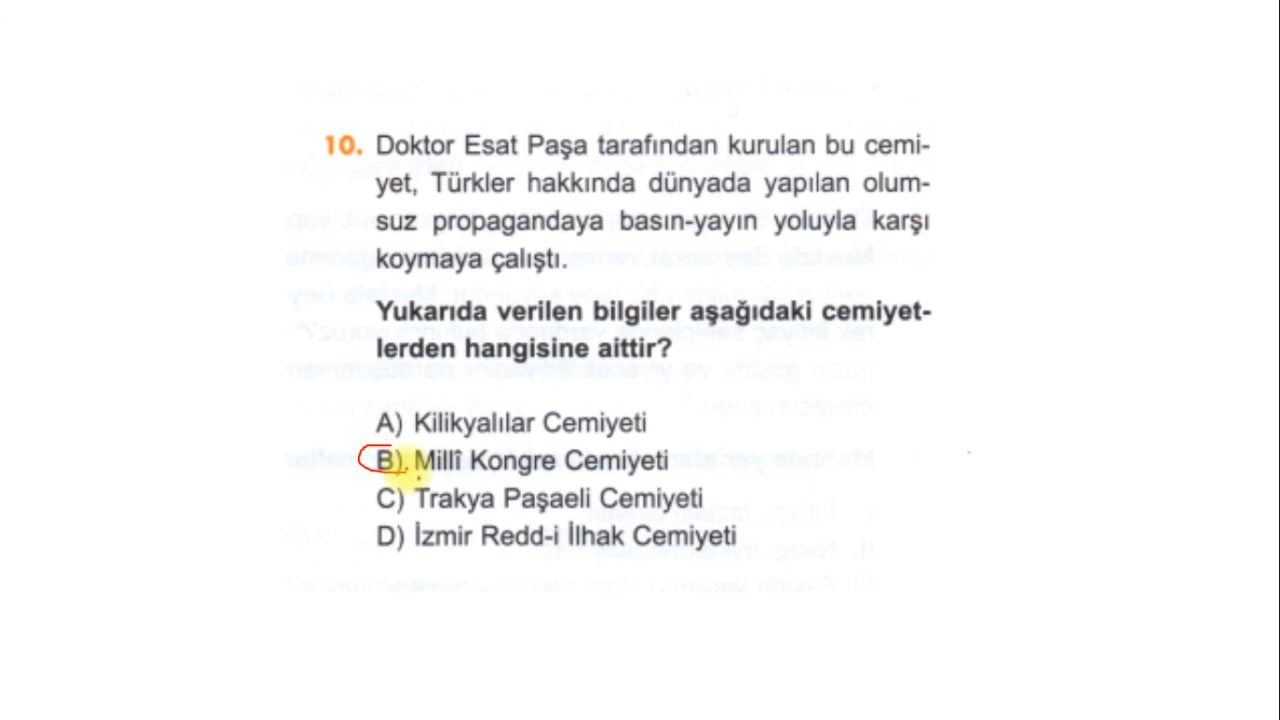 10. Doktor Esat Paşa tarafından kurulan bu cemi-
yet, Türkler hakkında dünyada yapılan olum-
suz propagandaya basın-yayın yoluyla karşı
koymaya çalıştı.
Yukarıda verilen bilgiler aşağıdaki cemiyet-
lerden hangisine aittir?
A) Kilikyalılar Cemiyeti
B) Millî Kongre Cemiyeti
C) Trakya Paşaeli Cemiyeti
D) İzmir Redd-i İlhak Cemiyeti